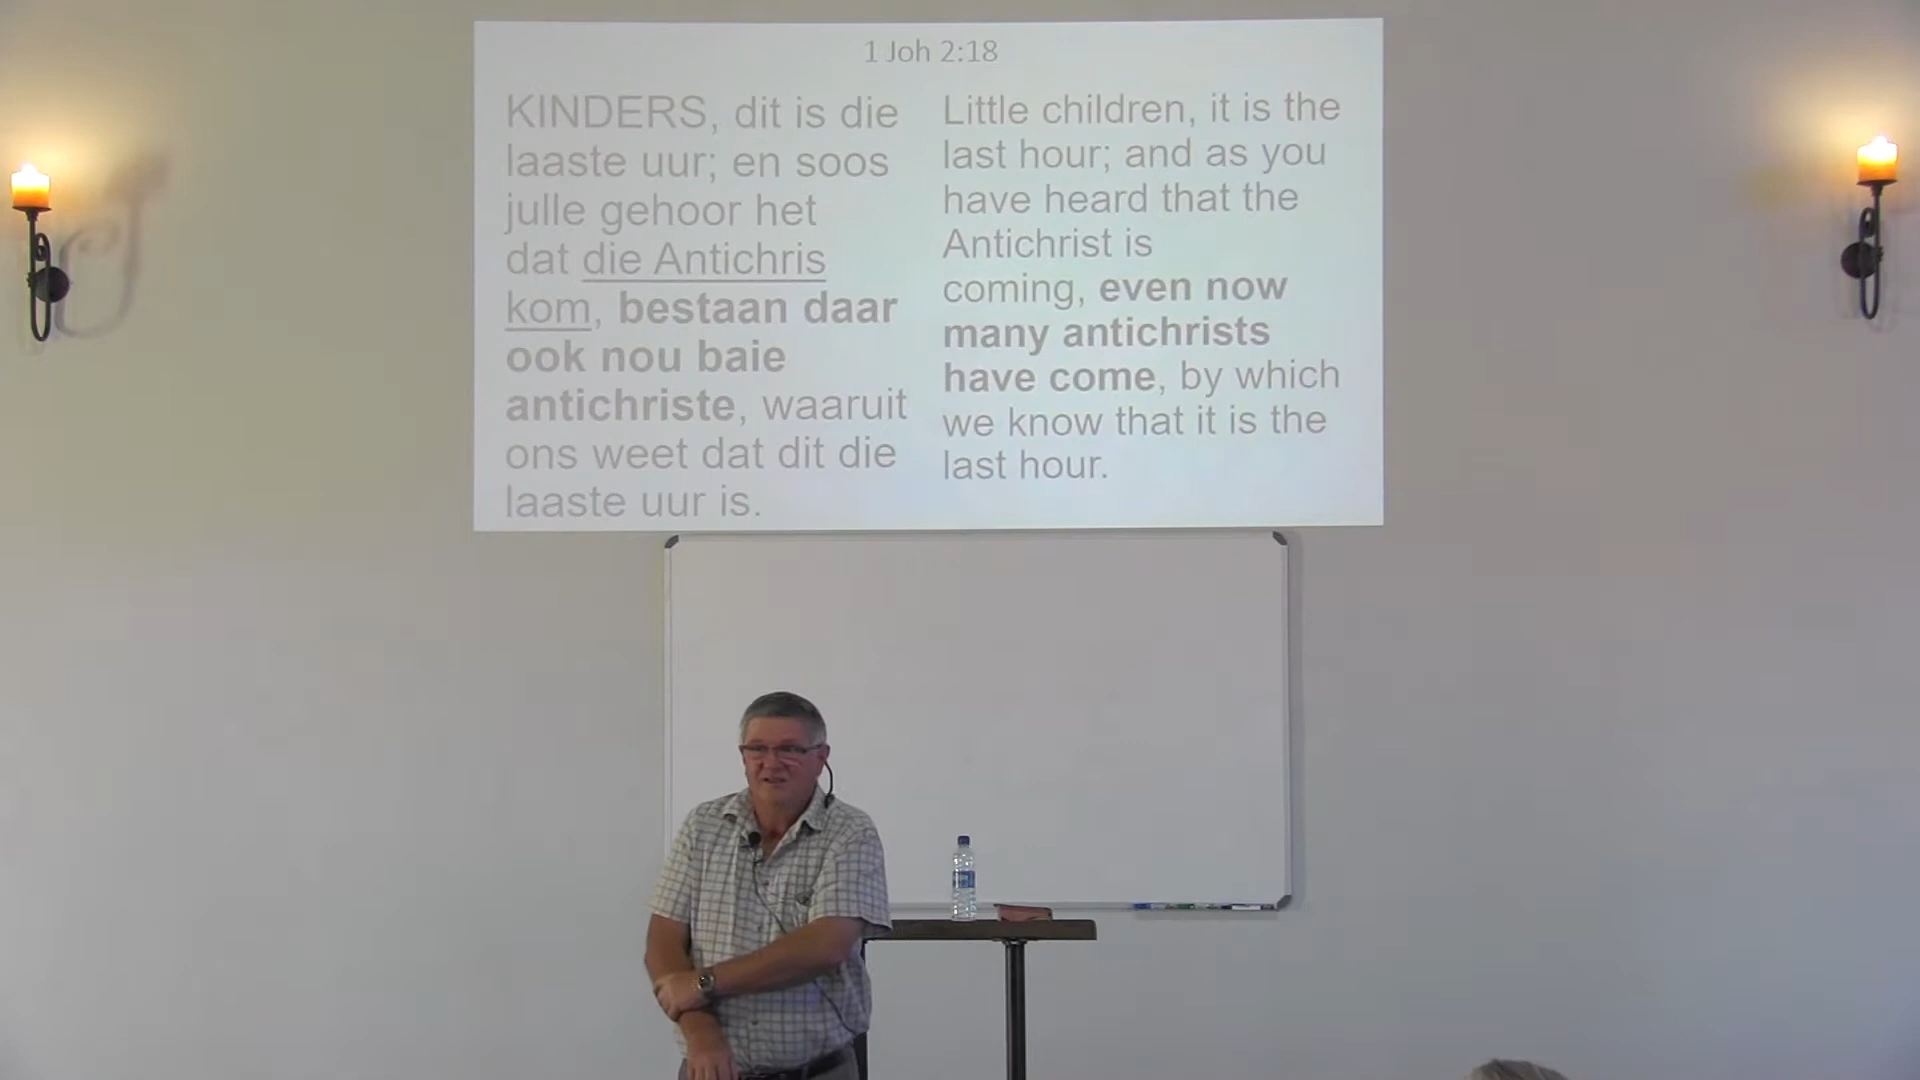 1 Joh 2:18
KINDERS, dit is die
laaste uur; en soos
julle gehoor het
dat die Antichris
kom, bestaan daar
ook nou baie
antichriste, waaruit
ons weet dat dit die
laaste uur is.
Little children, it is the
last hour; and as you
have heard that the
Antichrist is
coming, even now
many antichrists
have come, by which
we know that it is the
last hour.